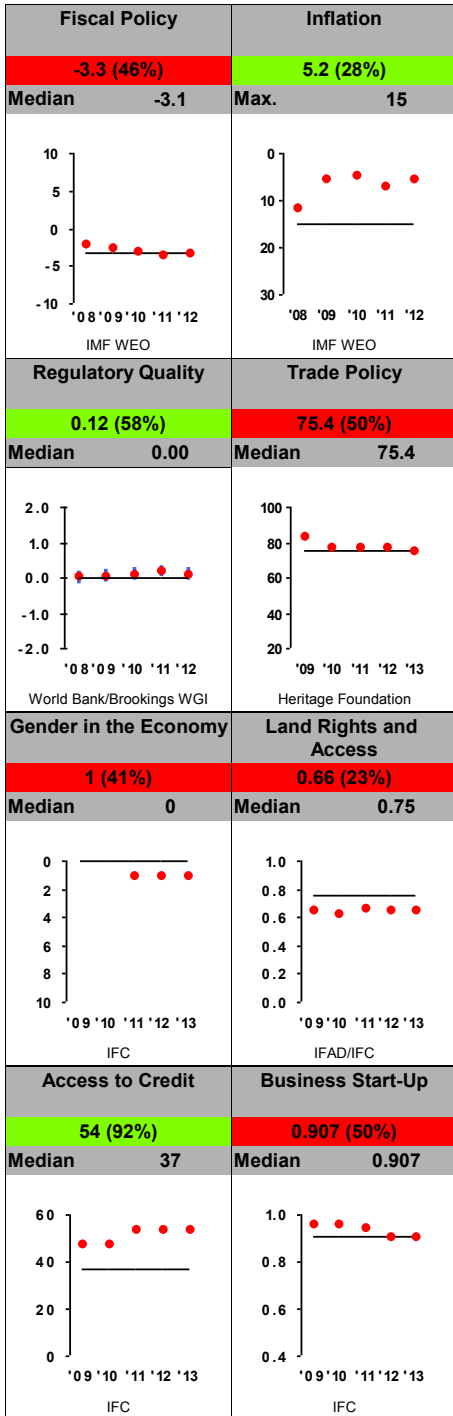 Fiscal Policy
-3.3 (46%)
Median -3.1
10
5
0
-5
-10
'08 '09 '10 '11 '12
IMF WEO
Inflation
5.2 (28%)
Max. 15
0
10
20
30
'08 '09 '10 '11 '12
IMF WEO
Regulatory Quality
0.12 (58%)
Median 0.00
2.0
1.0
0.0
-1.0
-2.0
'08 '09 '10 '11 '12
World Bank/Brookings WGI
Trade Policy
75.4 (50%)
Median 75.4
100
80
60
40
20
'09 '10 '11 '12 '13
Heritage Foundation
Gender in the Economy
1 (41%)
Median 0
0
2
4
6
8
10
'09 '10 '11 '12 '13
IFC
Land Rights and
Access
0.66 (23%)
Median 0.75
1.0
0.8
0.6
0.4
0.2
0.0
'09 '10 '11 '12 '13
IFAD/IFC
Access to Credit
54 (92%)
Median 37
60
40
20
0
'09 '10 '11 '12 '13
IFC
Business Start-Up
0.907 (50%)
Median 0.907
1.0
0.8
0.6
0.4
'09 '10 '11 '12 '13
IFC